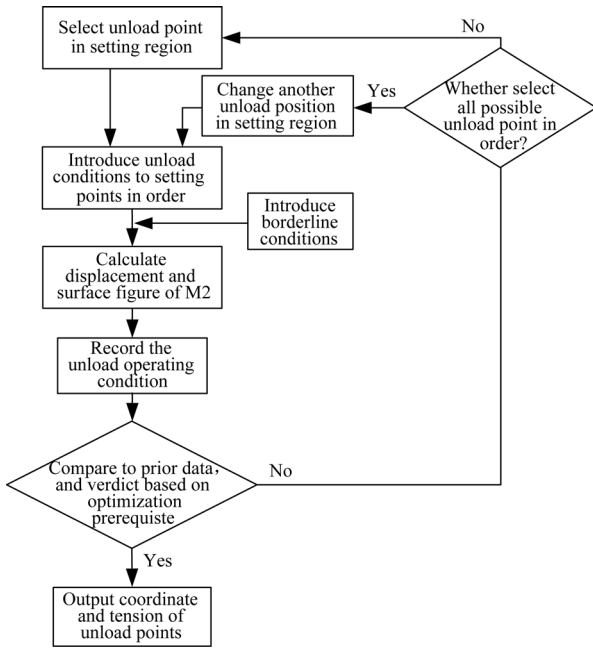 Select unload point
in setting region
No
Whether select
all possible
unload point in
order?
Yes
Change another
unload position
in setting region
Introduce unload
conditions to setting
points in order
Introduce
borderline
conditions
Calculate
displacement and
surface figure of M2
Record the
unload operating
condition
Compare to prior data,
and verdict based on
optimization
prerequiste
No
Yes
Output coordinate
and tension of
unload points